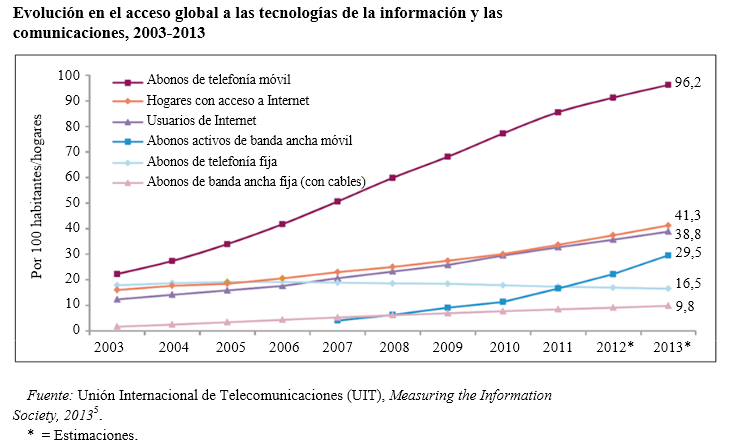 Evolución en el acceso global a las tecnologías de la información y las
comunicaciones, 2003-2013
Por 100 habitantes/hogares
100
90
80
70
60
50
40
30
20
10
0
Abonos de telefonía móvil
Hogares con acceso a Internet
Usuarios de Internet
Abonos activos de banda ancha móvil
Abonos de telefonía fija
Abonos de banda ancha fija (con cables)
96,2
41,3
38,8
29,5
16,5
9,8
2003 2004 2005 2006 2007 2008 2009 2010 2011 2012* 2013*
Fuente: Unión Internacional de Telecomunicaciones (UIT), Measuring the Information
Society, 2013⁵.
* = Estimaciones.